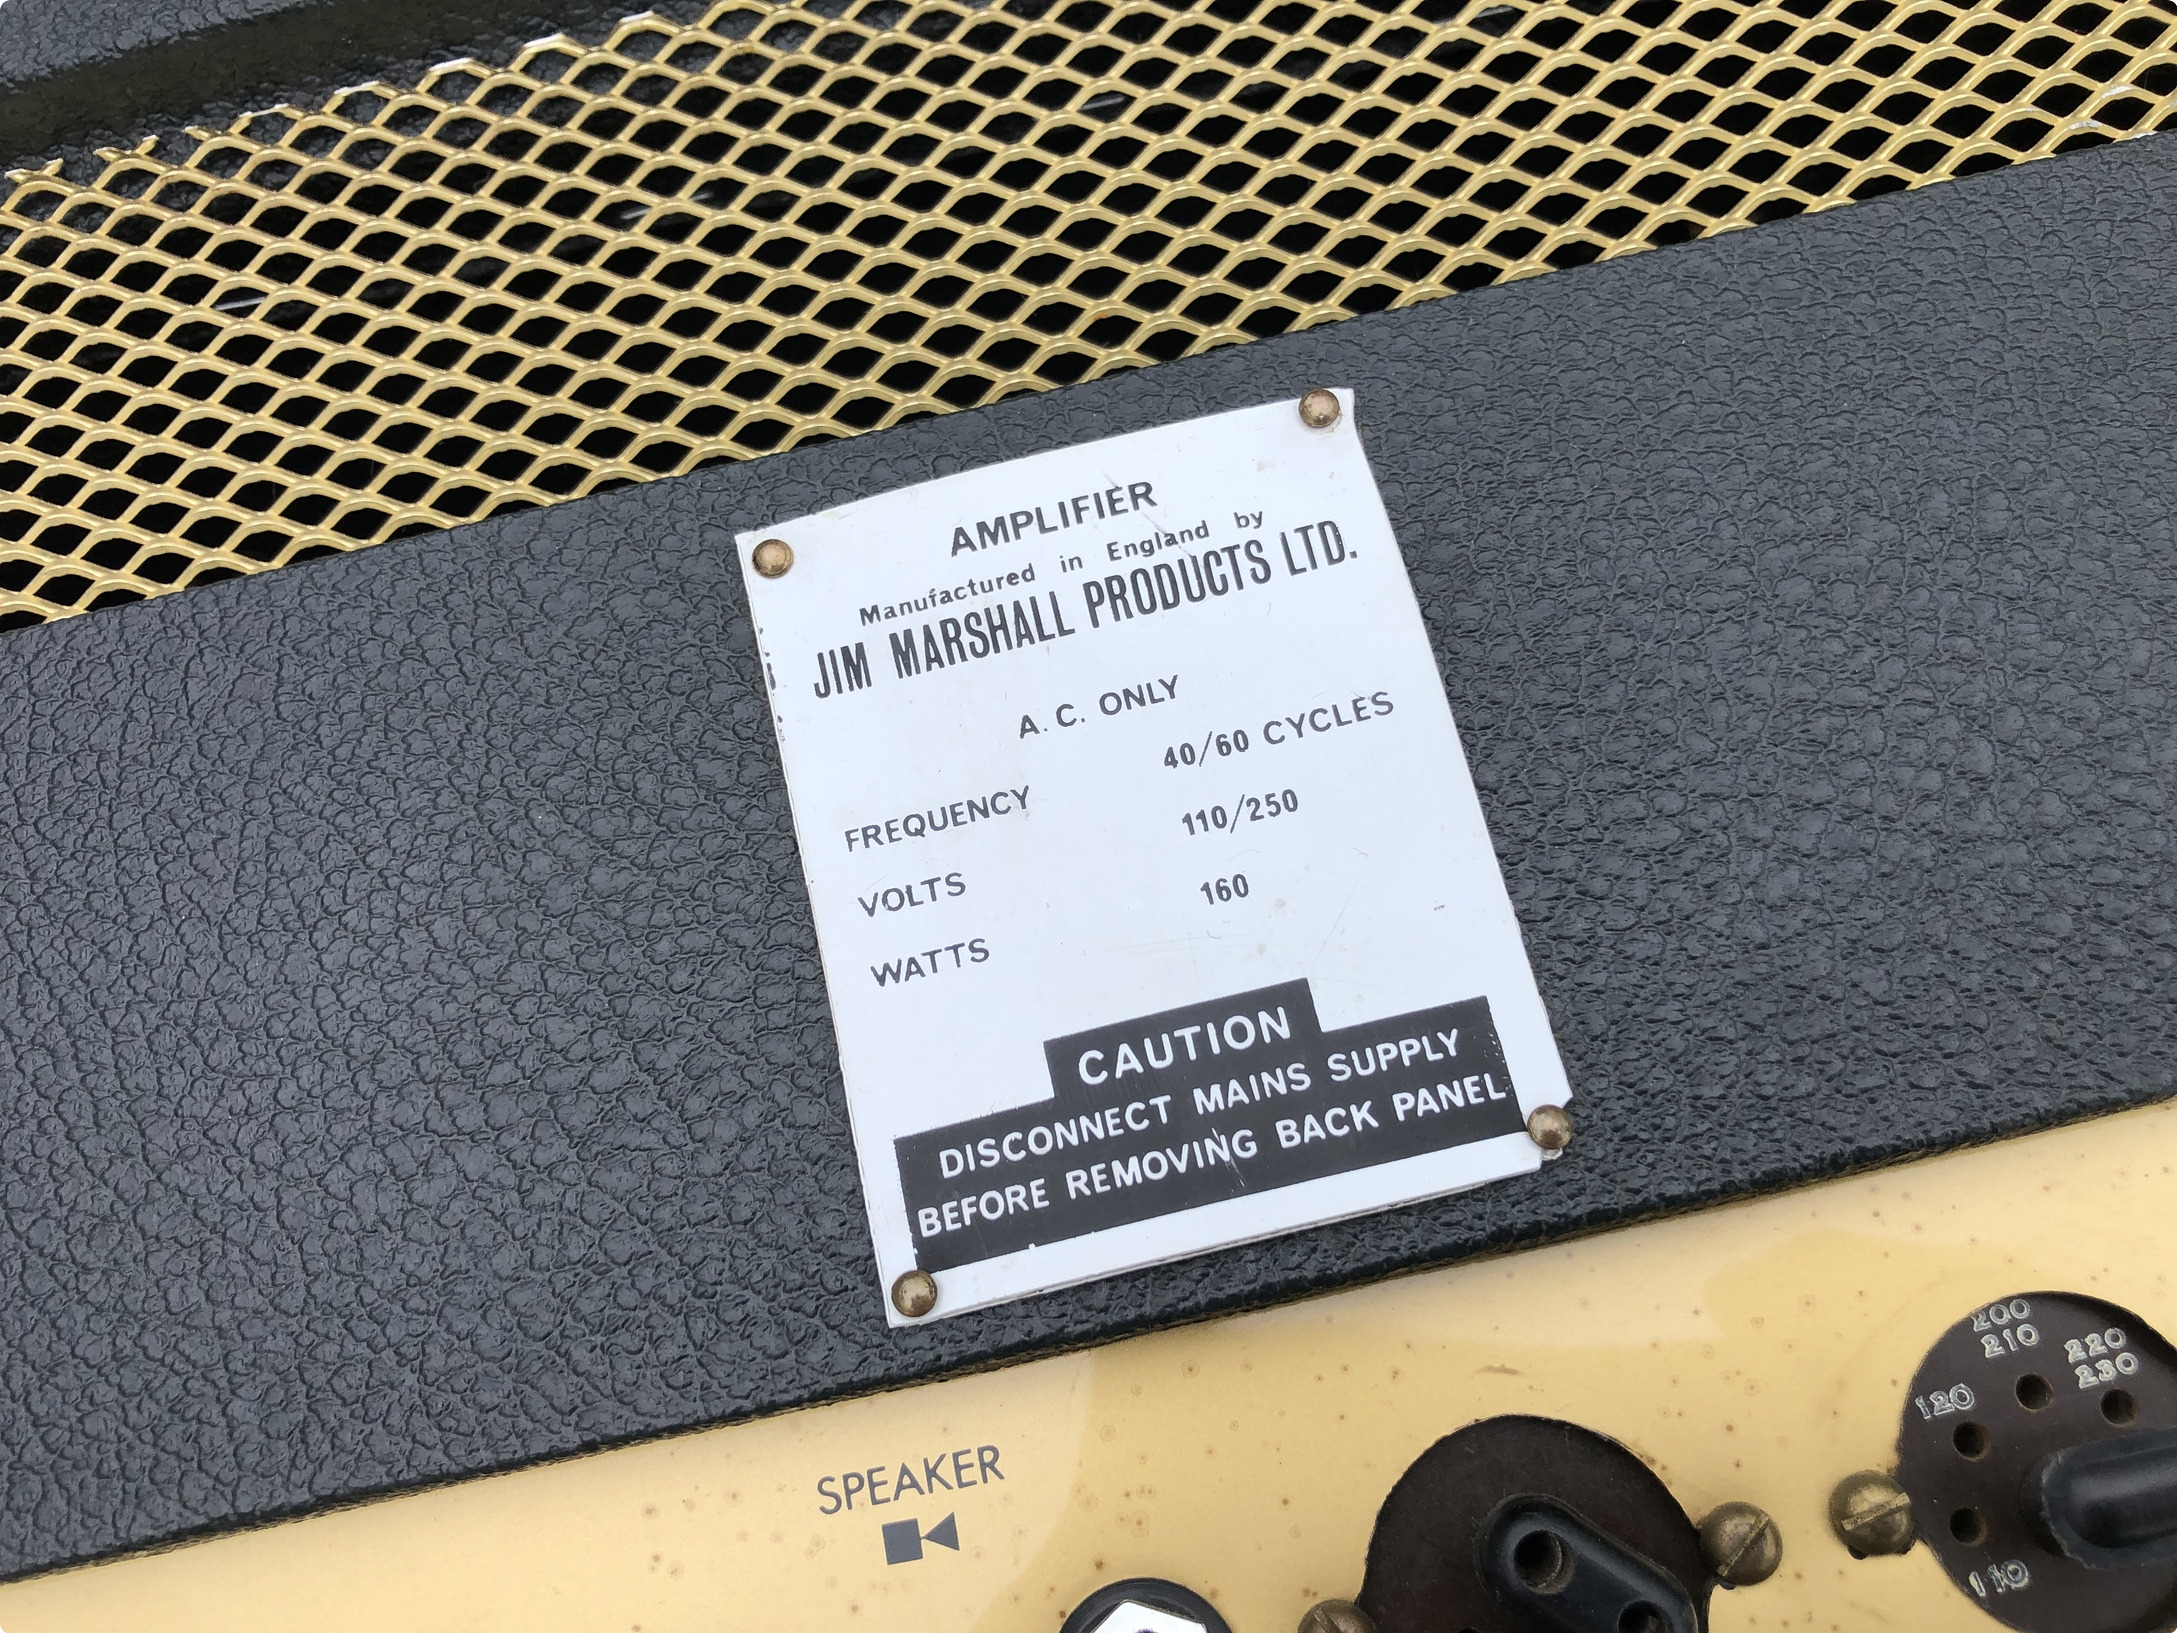 AMPLIFIER
Manufactured in England by
JIM MARSHALL PRODUCTS LTD.
A.C. ONLY
FREQUENCY 40/60 CYCLES
VOLTS 110/250
WATTS 160
CAUTION
DISCONNECT MAINS SUPPLY
BEFORE REMOVING BACK PANEL
SPEAKER
200
210
220
230
120
110